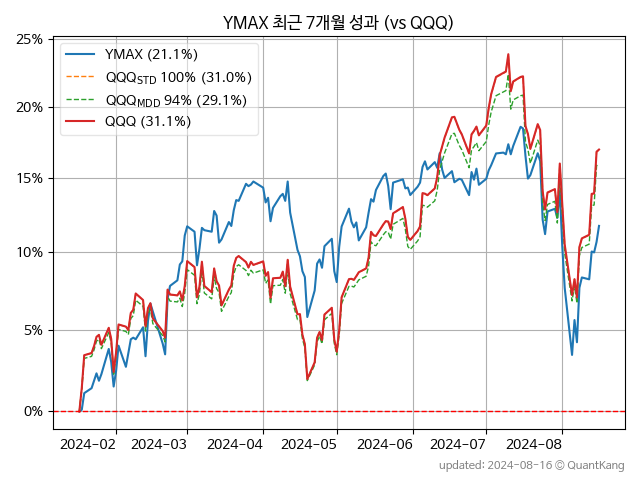 YMAX 최근 7개월 성과 (vs QQQ)
25%
20%
15%
10%
5%
0%
YMAX (21.1%)
QQQSTD 100% (31.0%)
QQQMDD 94% (29.1%)
QQQ (31.1%)
2024-02 2024-03 2024-04 2024-05 2024-06 2024-07 2024-08
updated: 2024-08-16 © QuantKang